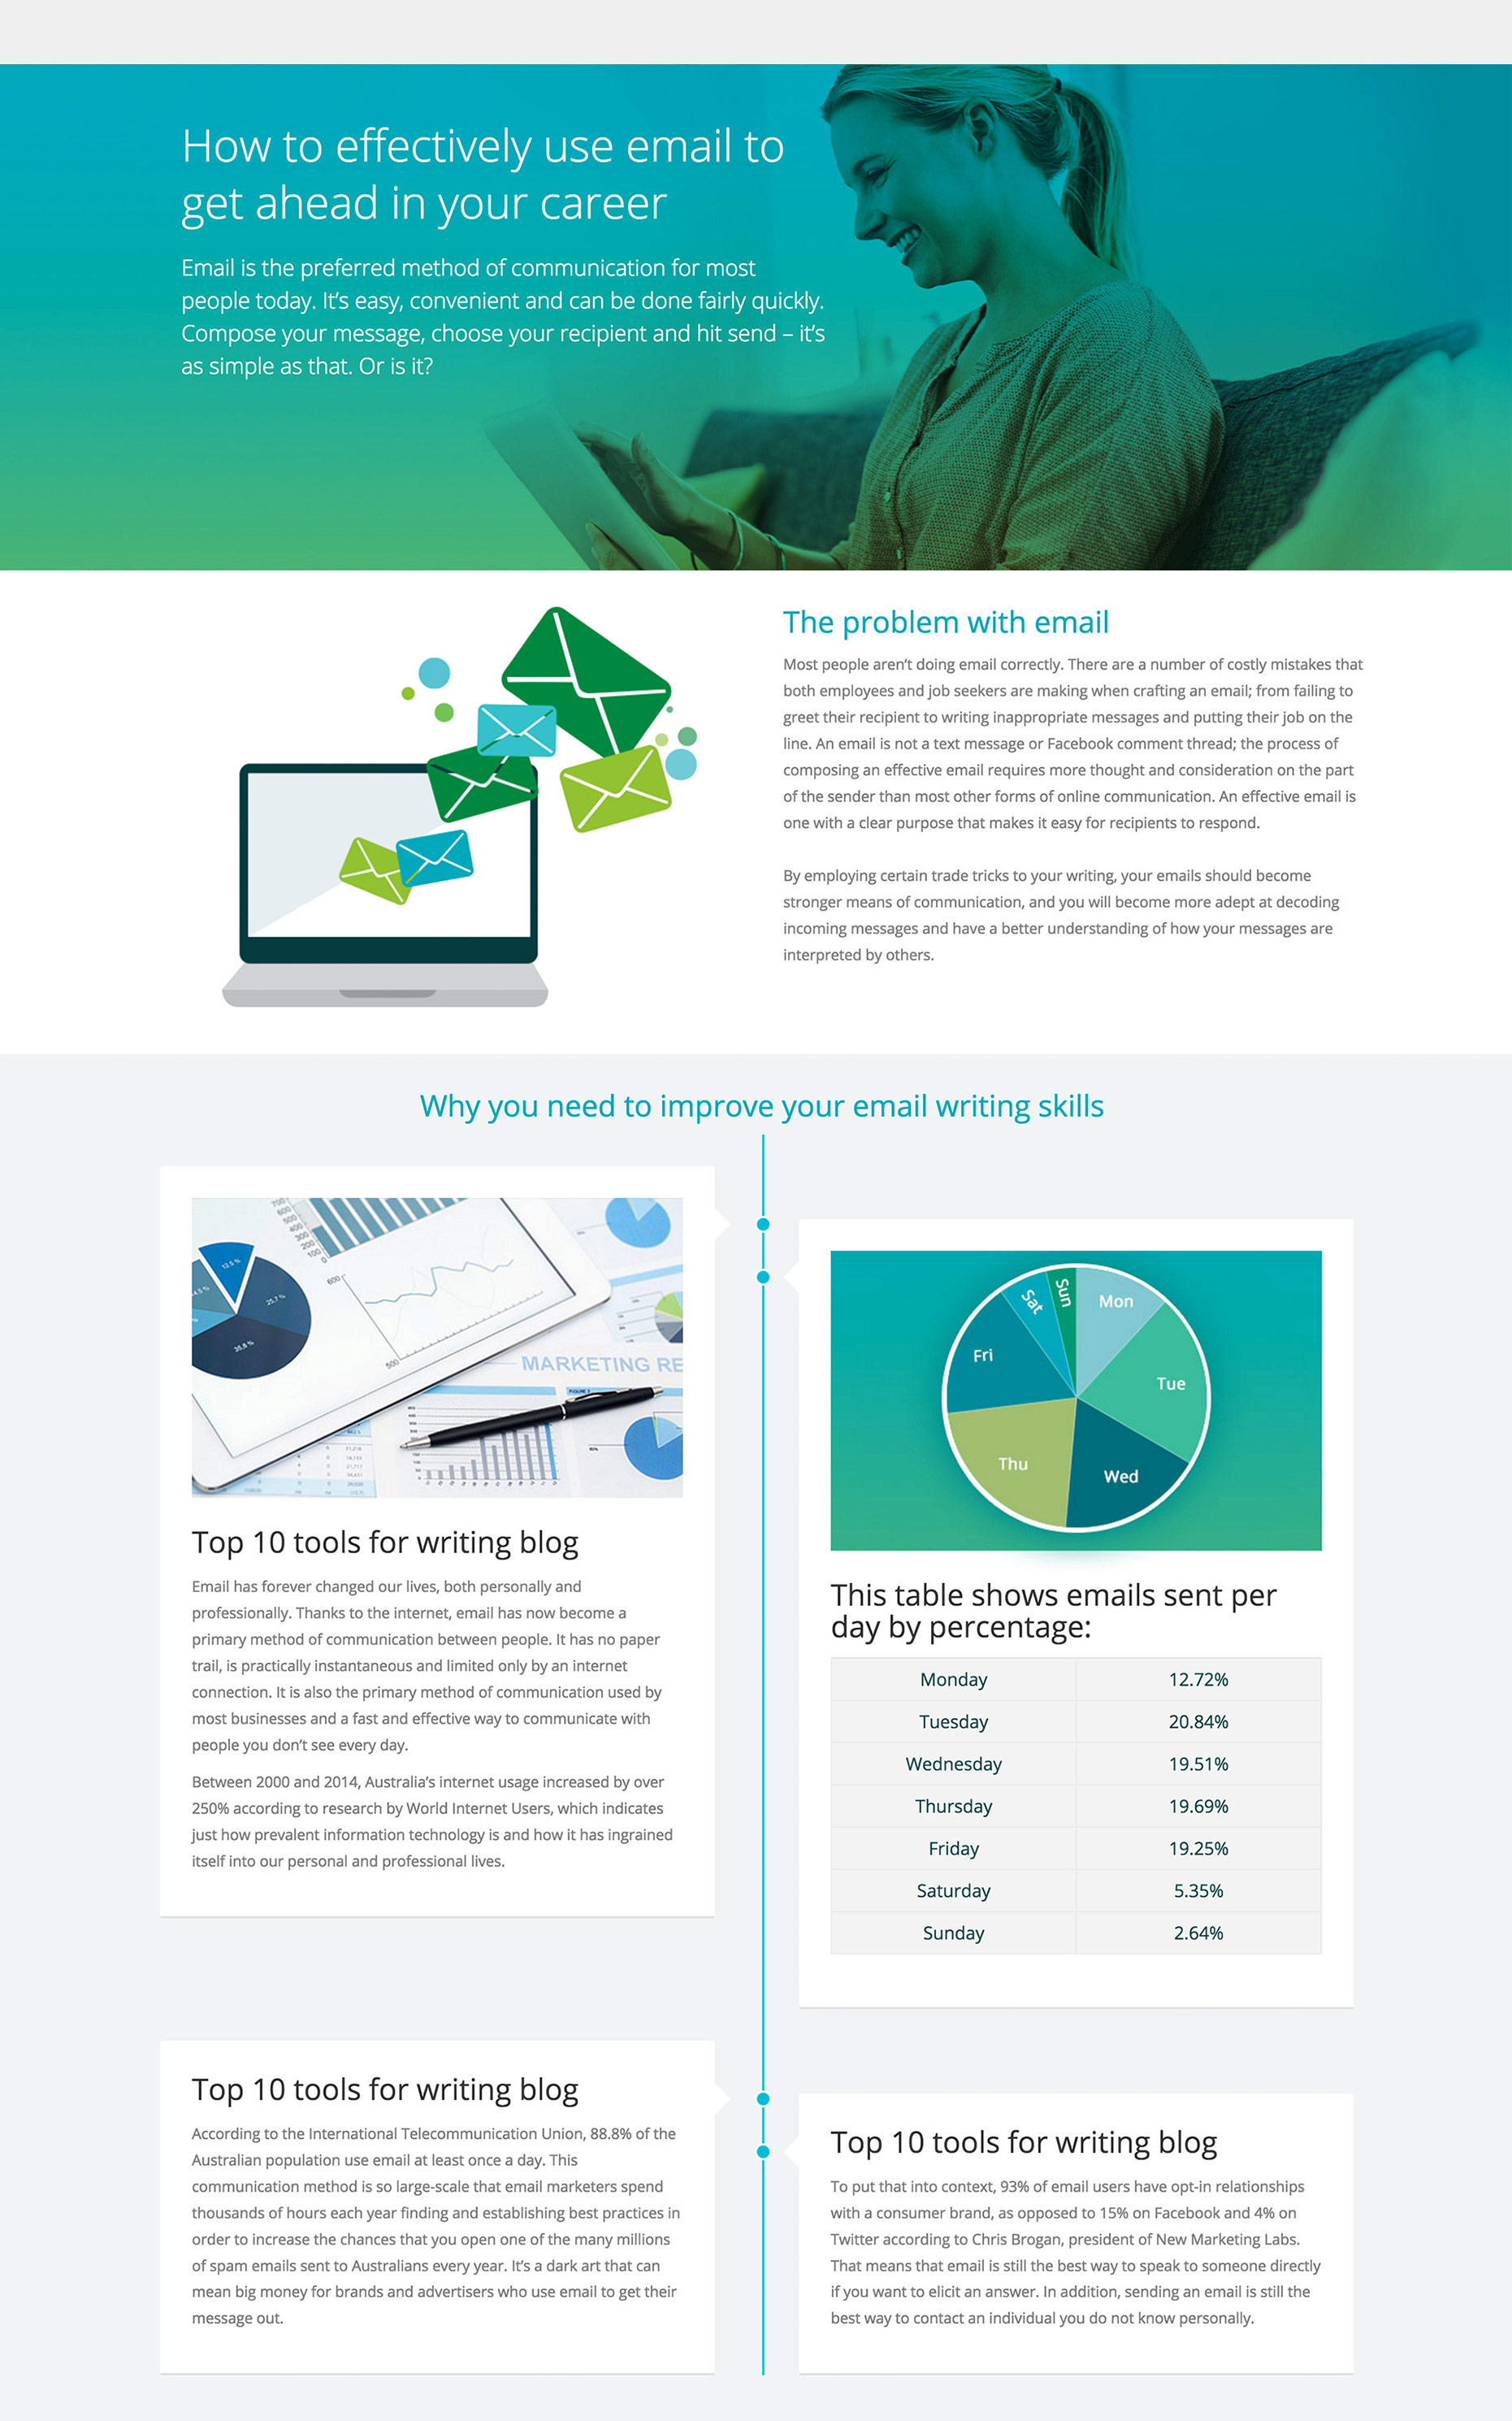 How to effectively use email to
get ahead in your career
Email is the preferred method of communication for most
people today. It’s easy, convenient and can be done fairly quickly.
Compose your message, choose your recipient and hit send – it’s
as simple as that. Or is it?
The problem with email
Most people aren’t doing email correctly. There are a number of costly mistakes that
both employees and job seekers are making when crafting an email; from failing to
greet their recipient to writing inappropriate messages and putting their job on the
line. An email is not a text message or Facebook comment thread; the process of
composing an effective email requires more thought and consideration on the part
of the sender than most other forms of online communication. An effective email is
one with a clear purpose that makes it easy for recipients to respond.
By employing certain trade tricks to your writing, your emails should become
stronger means of communication, and you will become more adept at decoding
incoming messages and have a better understanding of how your messages are
interpreted by others.
Why you need to improve your email writing skills
700
600
500
400
300
200
100
0
12.5 %
25,7 %
35,8 %
600
500
MARKETING RE
FIGURE 3
Top 10 tools for writing blog
Email has forever changed our lives, both personally and
professionally. Thanks to the internet, email has now become a
primary method of communication between people. It has no paper
trail, is practically instantaneous and limited only by an internet
connection. It is also the primary method of communication used by
most businesses and a fast and effective way to communicate with
people you don’t see every day.
Between 2000 and 2014, Australia’s internet usage increased by over
250% according to research by World Internet Users, which indicates
just how prevalent information technology is and how it has ingrained
itself into our personal and professional lives.
Sun
Sat
Mon
Fri
Tue
Thu
Wed
This table shows emails sent per
day by percentage:
Monday 12.72%
Tuesday 20.84%
Wednesday 19.51%
Thursday 19.69%
Friday 19.25%
Saturday 5.35%
Sunday 2.64%
Top 10 tools for writing blog
According to the International Telecommunication Union, 88.8% of the
Australian population use email at least once a day. This
communication method is so large-scale that email marketers spend
thousands of hours each year finding and establishing best practices in
order to increase the chances that you open one of the many millions
of spam emails sent to Australians every year. It’s a dark art that can
mean big money for brands and advertisers who use email to get their
message out.
Top 10 tools for writing blog
To put that into context, 93% of email users have opt-in relationships
with a consumer brand, as opposed to 15% on Facebook and 4% on
Twitter according to Chris Brogan, president of New Marketing Labs.
That means that email is still the best way to speak to someone directly
if you want to elicit an answer. In addition, sending an email is still the
best way to contact an individual you do not know personally.